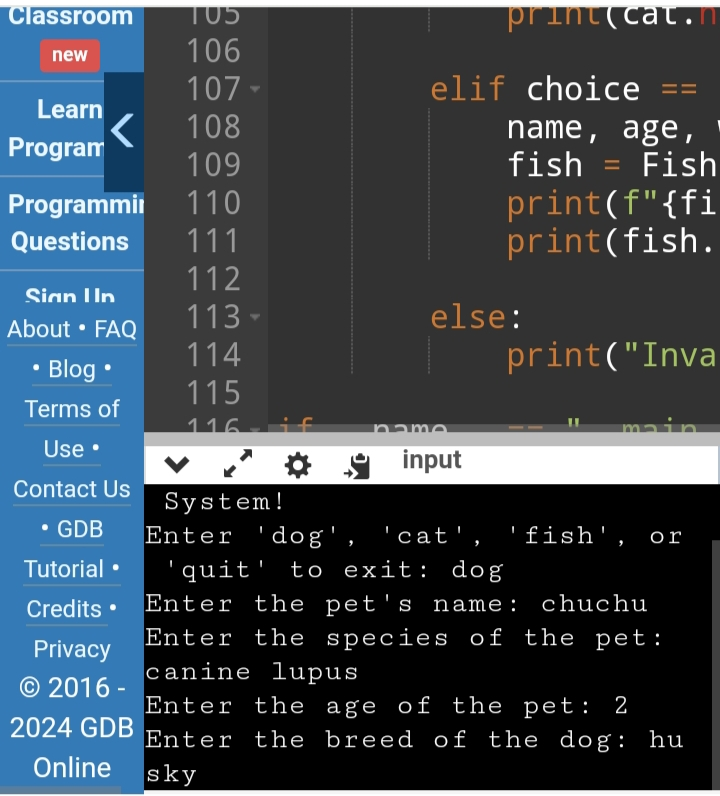 Classroom
new
Learn
Program
Programmin
Questions
Sign Up
About • FAQ
• Blog •
Terms of
Use •
Contact Us
• GDB
Tutorial •
Credits •
Privacy
© 2016 -
2024 GDB
Online
105 print(cat.h
106
107 elif choice ==
108 name, age,
109 fish = Fish
110 print(f"{fi
111 print(fish.
112
113 else:
114 print("Inva
115
116 if __name__ == "__main
input
System!
Enter 'dog', 'cat', 'fish', or
'quit' to exit: dog
Enter the pet's name: chuchu
Enter the species of the pet:
canine lupus
Enter the age of the pet: 2
Enter the breed of the dog: hu
sky